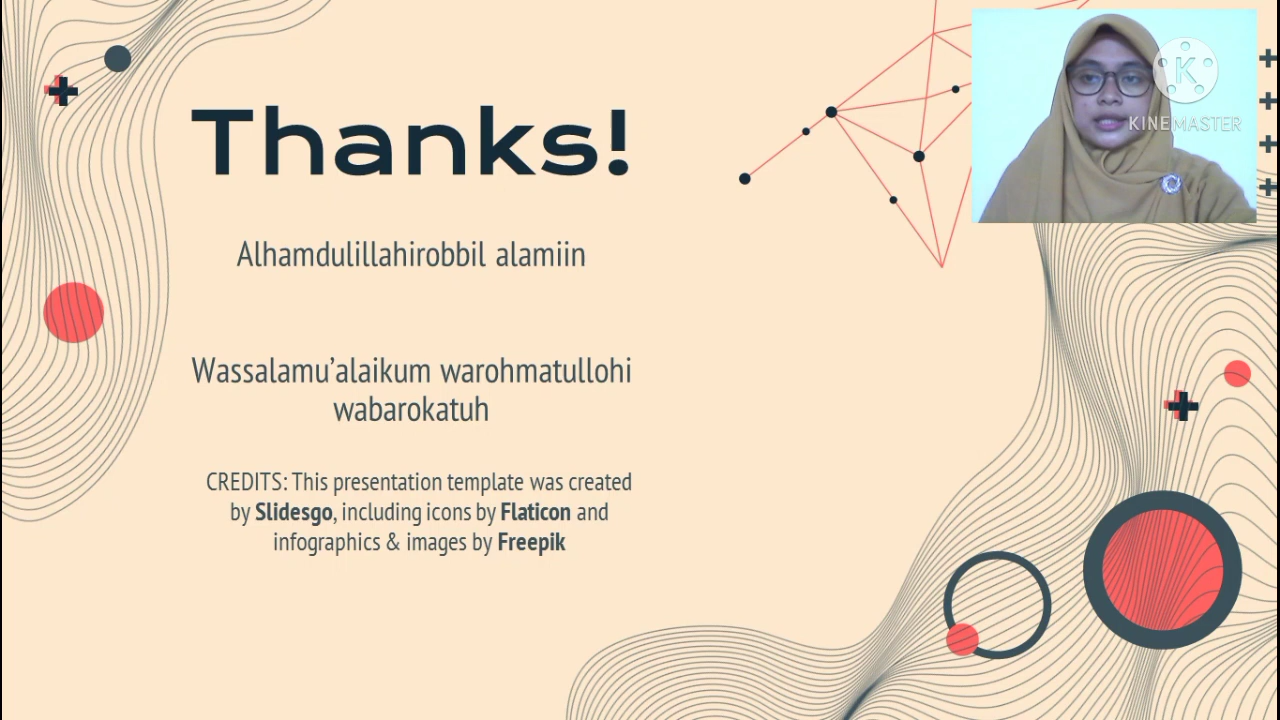 Thanks!
Alhamdulillahirobbil alamiin
Wassalamu’alaikum warohmatullohi
wabarokatuh
CREDITS: This presentation template was created
by Slidesgo, including icons by Flaticon and
infographics & images by Freepik
K
KINEMASTER